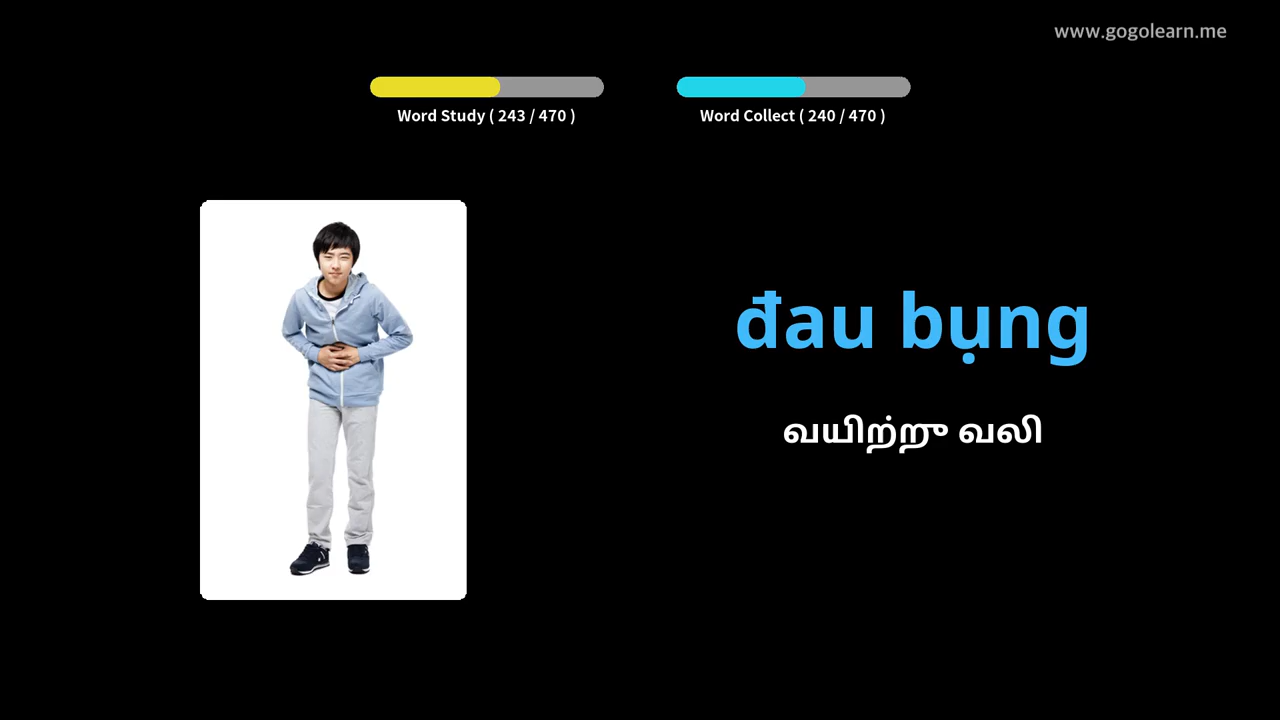 www.gogolearn.me
Word Study ( 243 / 470 )
Word Collect ( 240 / 470 )
đau bụng
வயிற்று வலி